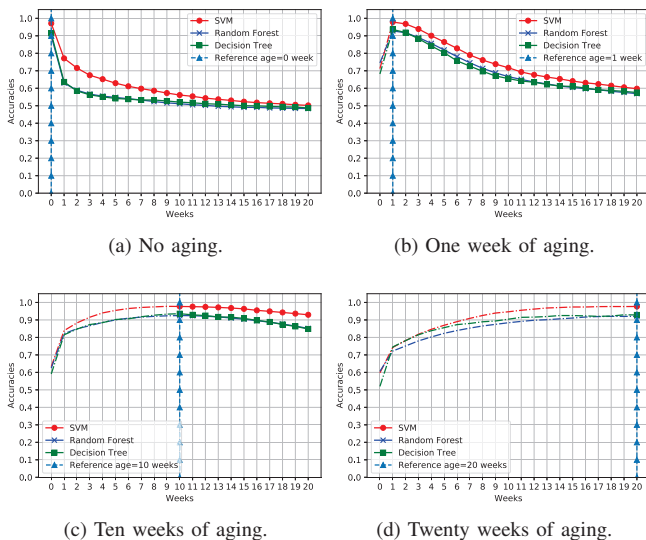 SVM
Random Forest
Decision Tree
Reference age=0 week
Accuracies
1.0
0.9
0.8
0.7
0.6
0.5
0.4
0.3
0.2
0.1
0.0
0 1 2 3 4 5 6 7 8 9 10 11 12 13 14 15 16 17 18 19 20
Weeks
(a) No aging.
SVM
Random Forest
Decision Tree
Reference age=1 week
Accuracies
1.0
0.9
0.8
0.7
0.6
0.5
0.4
0.3
0.2
0.1
0.0
0 1 2 3 4 5 6 7 8 9 10 11 12 13 14 15 16 17 18 19 20
Weeks
(b) One week of aging.
Accuracies
1.0
0.9
0.8
0.7
0.6
0.5
0.4
0.3
0.2
0.1
0.0
SVM
Random Forest
Decision Tree
Reference age=10 weeks
0 1 2 3 4 5 6 7 8 9 10 11 12 13 14 15 16 17 18 19 20
Weeks
(c) Ten weeks of aging.
Accuracies
1.0
0.9
0.8
0.7
0.6
0.5
0.4
0.3
0.2
0.1
0.0
SVM
Random Forest
Decision Tree
Reference age=20 weeks
0 1 2 3 4 5 6 7 8 9 10 11 12 13 14 15 16 17 18 19 20
Weeks
(d) Twenty weeks of aging.